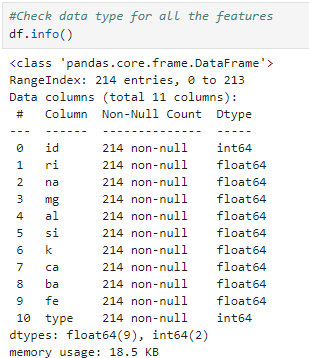 #Check data type for all the features
df.info()
<class 'pandas.core.frame.DataFrame'>
RangeIndex: 214 entries, 0 to 213
Data columns (total 11 columns):
 #   Column  Non-Null Count  Dtype
---  ------  --------------  -----
 0   id      214 non-null    int64
 1   ri      214 non-null    float64
 2   na      214 non-null    float64
 3   mg      214 non-null    float64
 4   al      214 non-null    float64
 5   si      214 non-null    float64
 6   k       214 non-null    float64
 7   ca      214 non-null    float64
 8   ba      214 non-null    float64
 9   fe      214 non-null    float64
 10  type    214 non-null    int64
dtypes: float64(9), int64(2)
memory usage: 18.5 KB